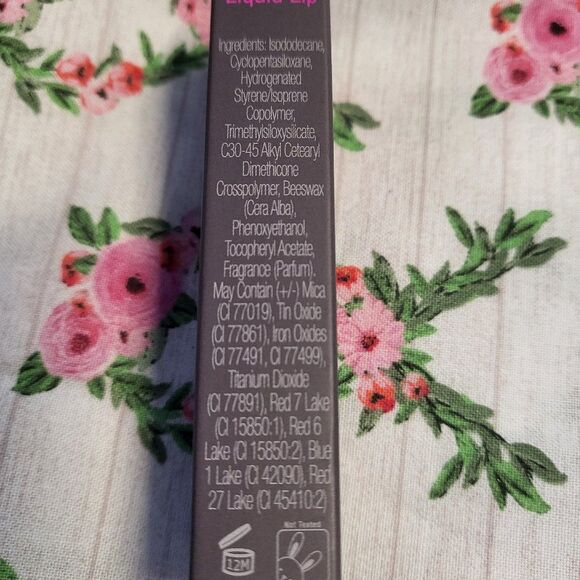 Liquid Lip
Ingredients: Isododecane,
Cyclopentasiloxane,
Hydrogenated
Styrene/Isoprene
Copolymer,
Trimethylsiloxysilicate,
C30-45 Alkyl Cetearyl
Dimethicone
Crosspolymer, Beeswax
(Cera Alba),
Phenoxyethanol,
Tocopheryl Acetate,
Fragrance (Parfum).
May Contain (+/-) Mica
(CI 77019), Tin Oxide
(CI 77861), Iron Oxides
(CI 77491, CI 77499),
Titanium Dioxide
(CI 77891), Red 7 Lake
(CI 15850:1), Red 6
Lake (CI 15850:2), Blue
1 Lake (CI 42090), Red
27 Lake (CI 45410:2)
Not Tested
12M